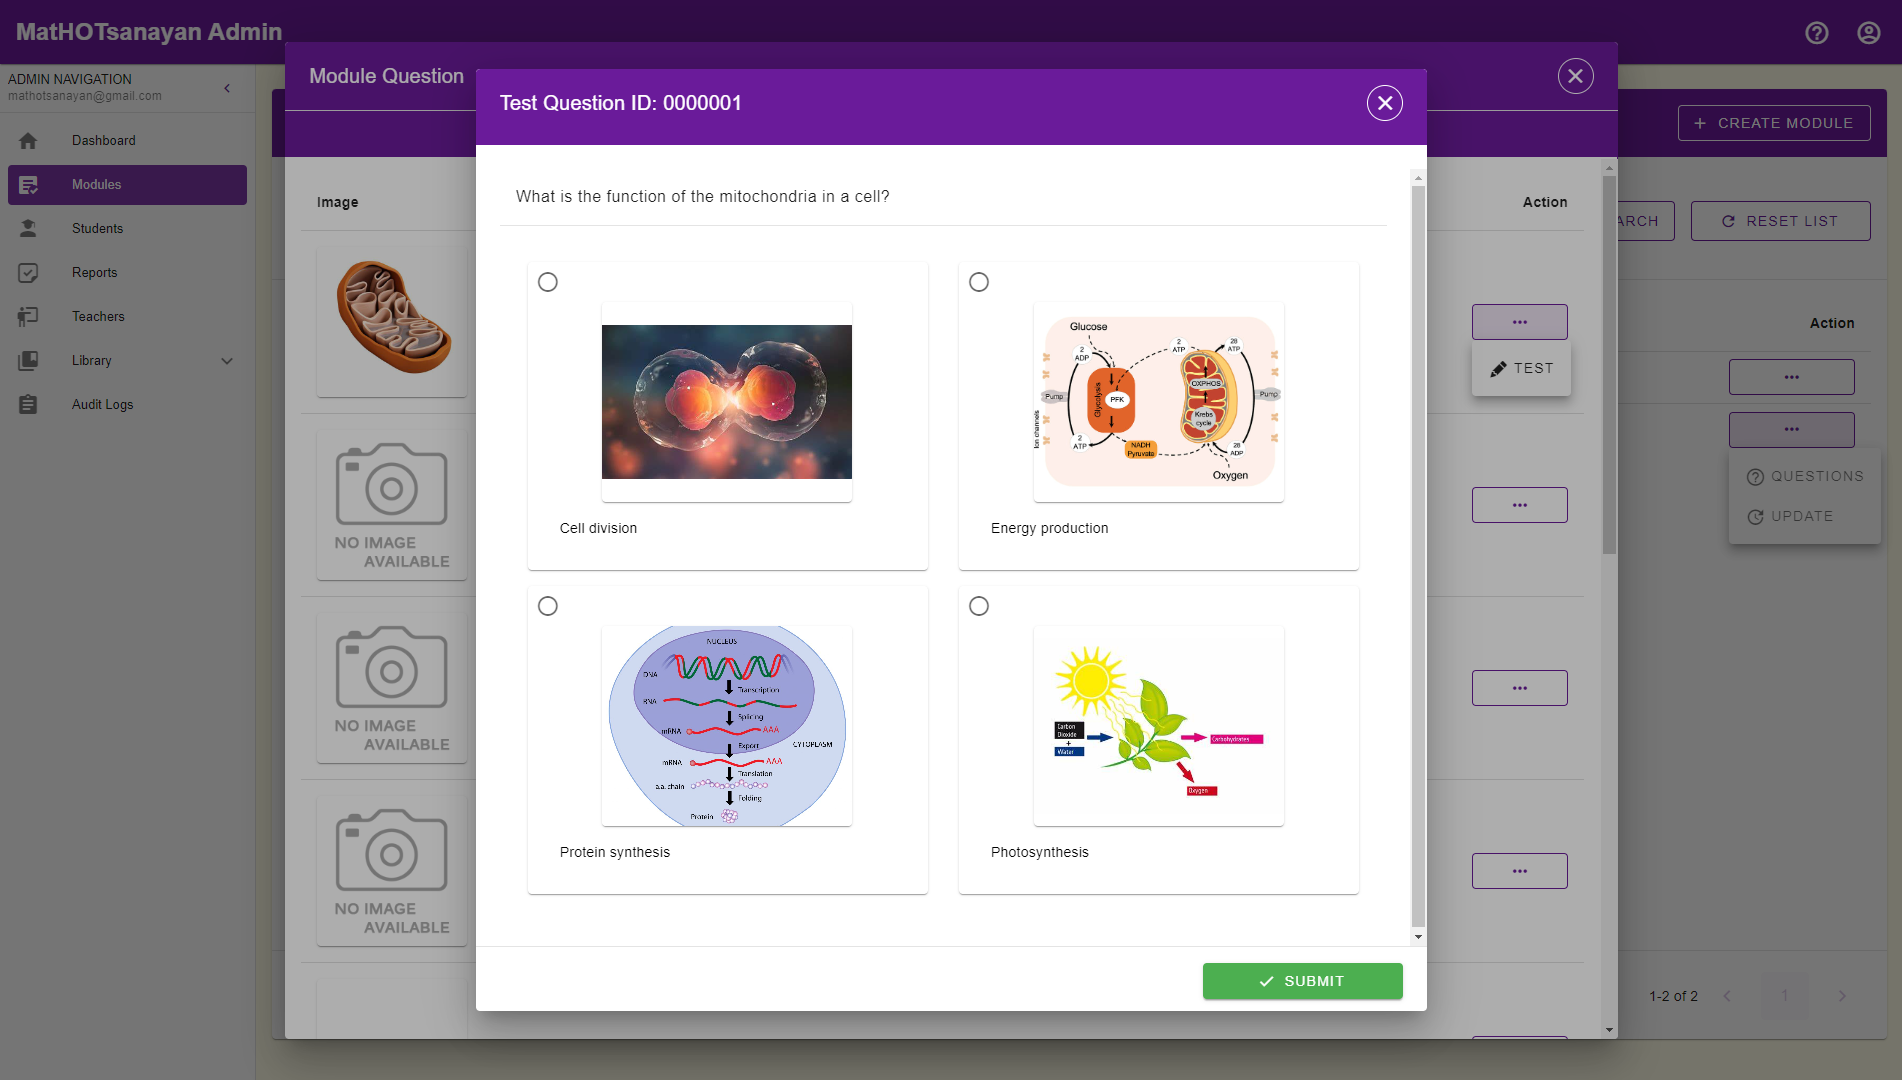 MatHOTsanayan Admin
ADMIN NAVIGATION
mathotsanayan@gmail.com
Dashboard
Modules
Students
Reports
Teachers
Library
Audit Logs
Module Question
CREATE MODULE
Image
Action
ARCH
RESET LIST
Action
TEST
QUESTIONS
UPDATE
NO IMAGE
AVAILABLE
NO IMAGE
AVAILABLE
NO IMAGE
AVAILABLE
1-2 of 2
1
Test Question ID: 0000001
What is the function of the mitochondria in a cell?
Cell division
Glucose
2
ADP
2
ATP
28
ATP
OXPHOS
Glycolysis
PFK
Pump
Pump
Krebs
cycle
Ion channels
2
ATP
NADH
Pyruvate
28
ADP
Oxygen
Energy production
NUCLEUS
DNA
Transcription
RNA
Splicing
mRNA
AAA
Export
CYTOPLASM
mRNA
AAA
Translation
a.a. chain
Folding
Protein
Protein synthesis
Carbon
Dioxide
+
Water
Carbohydrates
Oxygen
Photosynthesis
SUBMIT